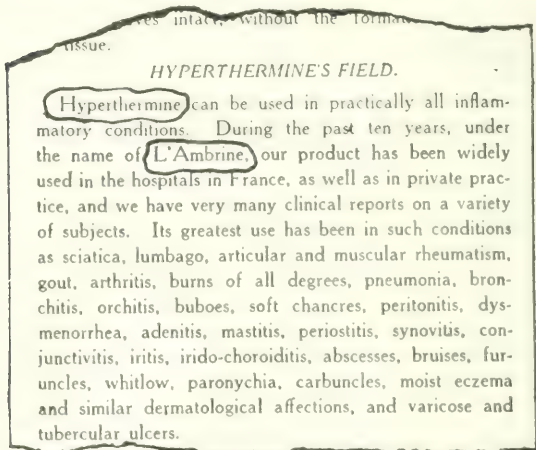 intact, without the
tissue.
HYPERTHERMINE'S FIELD.
Hyperthermine can be used in practically all inflam-
matory conditions. During the past ten years, under
the name of L'Ambrine, our product has been widely
used in the hospitals in France, as well as in private prac-
tice, and we have very many clinical reports on a variety
of subjects. Its greatest use has been in such conditions
as sciatica, lumbago, articular and muscular rheumatism,
gout, arthritis, burns of all degrees, pneumonia, bron-
chitis, orchitis, buboes, soft chancres, peritonitis, dys-
menorrhea, adenitis, mastitis, periostitis, synovitis, con-
junctivitis, iritis, irido-choroiditis, abscesses, bruises, fur-
uncles, whitlow, paronychia, carbuncles, moist eczema
and similar dermatological affections, and varicose and
tubercular ulcers.